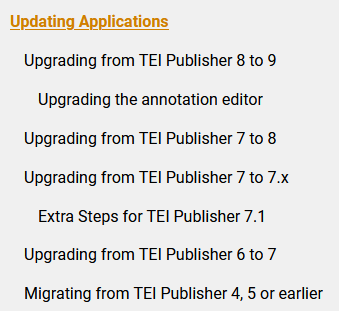 Updating Applications
Upgrading from TEI Publisher 8 to 9
Upgrading the annotation editor
Upgrading from TEI Publisher 7 to 8
Upgrading from TEI Publisher 7 to 7.x
Extra Steps for TEI Publisher 7.1
Upgrading from TEI Publisher 6 to 7
Migrating from TEI Publisher 4, 5 or earlier